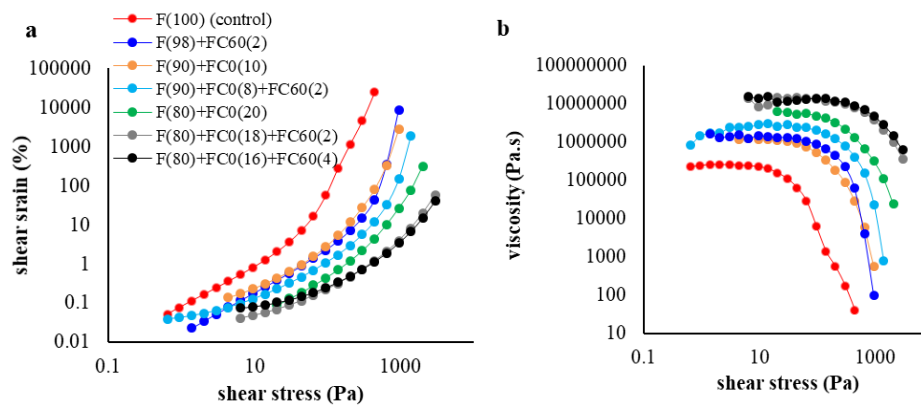 a
F(100) (control)
F(98)+FC60(2)
F(90)+FC0(10)
F(90)+FC0(8)+FC60(2)
F(80)+FC0(20)
F(80)+FC0(18)+FC60(2)
F(80)+FC0(16)+FC60(4)
100000
10000
1000
100
10
1
0.1
0.01
shear srain (%)
0.1
10
1000
shear stress (Pa)
b
100000000
10000000
1000000
100000
10000
1000
100
10
viscosity (Pa.s)
0.1
10
1000
shear stress (Pa)